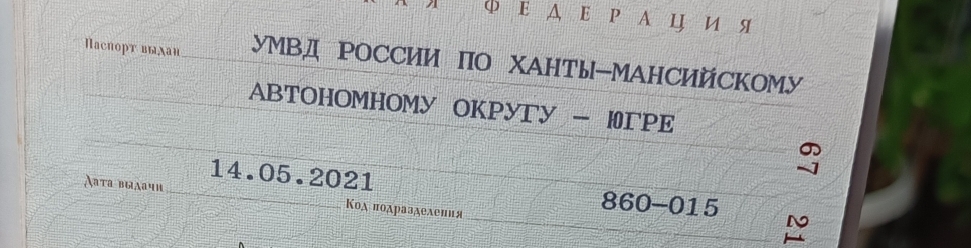 ФЕДЕРАЦИЯ
Паспорт выдан УМВД РОССИИ ПО ХАНТЫ-МАНСИЙСКОМУ
АВТОНОМНОМУ ОКРУГУ - ЮГРЕ
Дата выдачи 14.05.2021 Код подразделения 860-015
67 21